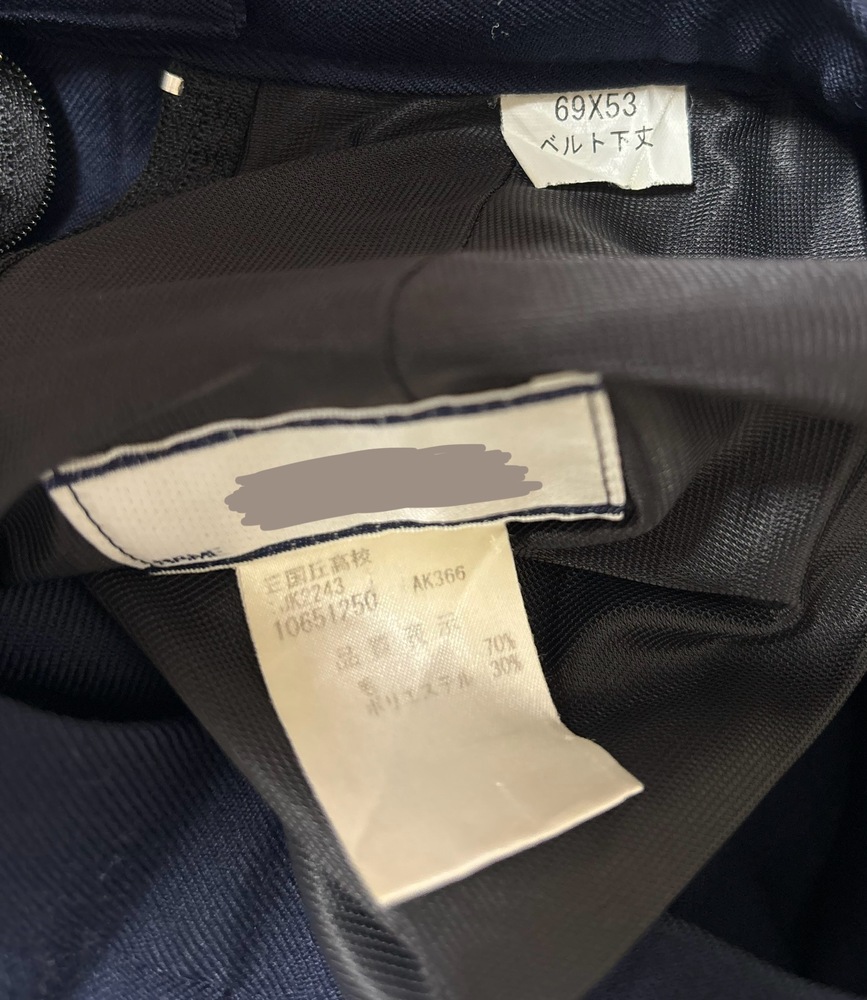 69X53
ベルト下丈
NAME
三国丘高校
JK2243 AK366
10651250
品質表示
毛 70%
ポリエステル 30%